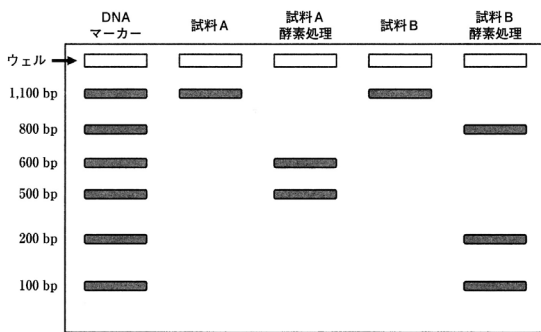 DNA
マーカー
試料A
試料A
酵素処理
試料B
試料B
酵素処理
ウェル
1,100 bp
800 bp
600 bp
500 bp
200 bp
100 bp